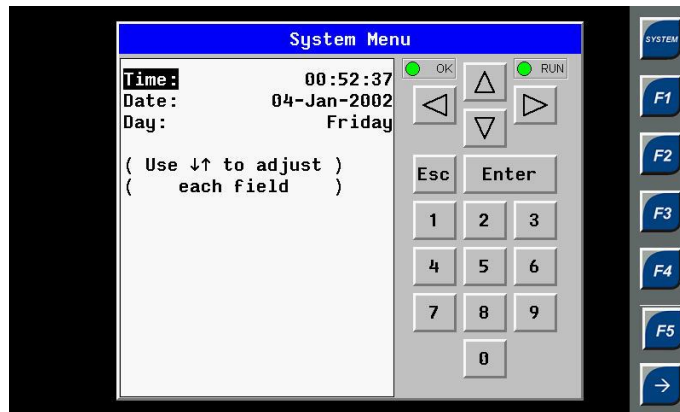 System Menu
Time: 00:52:37
Date: 04-Jan-2002
Day: Friday
( Use ↓↑ to adjust )
( each field )
OK
RUN
Esc Enter
1 2 3
4 5 6
7 8 9
0
SYSTEM
F1
F2
F3
F4
F5